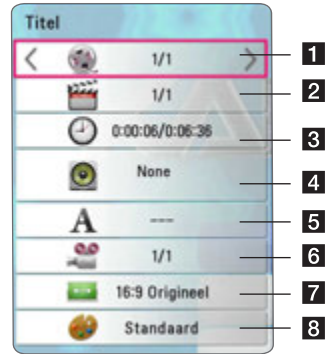 Titel
1/1 1
1/1 2
0:00:06/0:06:36 3
None 4
A --- 5
1/1 6
16:9 Origineel 7
Standaard 8